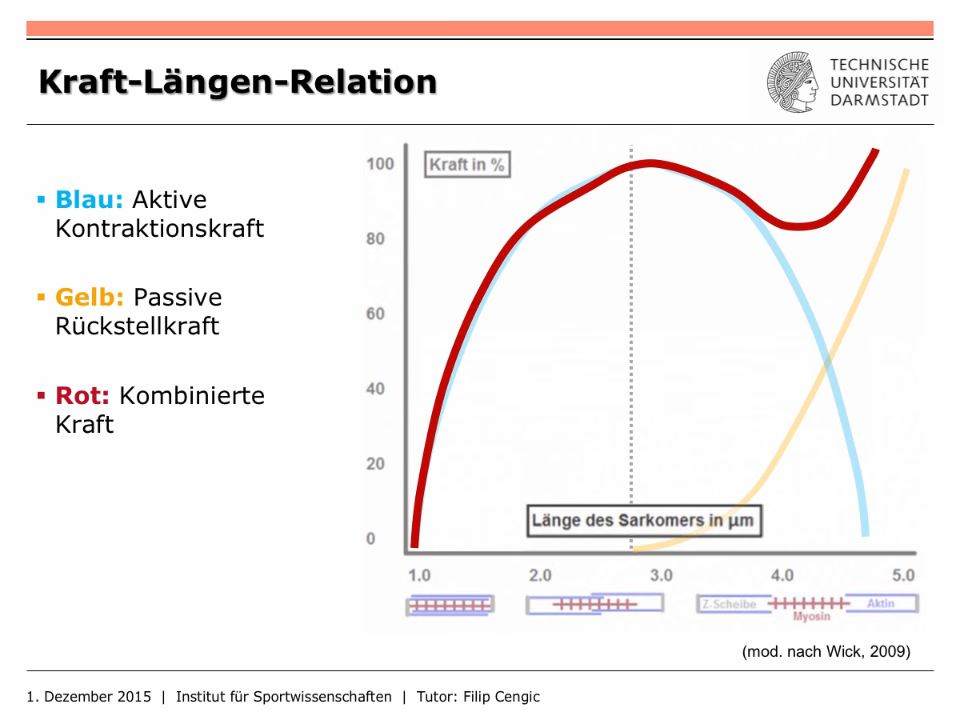 Kraft-Längen-Relation
TECHNISCHE
UNIVERSITÄT
DARMSTADT
▪ Blau: Aktive
Kontraktionskraft
▪ Gelb: Passive
Rückstellkraft
▪ Rot: Kombinierte
Kraft
Kraft in %
100
80
60
40
20
0
Länge des Sarkomers in µm
1.0 2.0 3.0 4.0 5.0
Z-Scheibe Aktin
Myosin
(mod. nach Wick, 2009)
1. Dezember 2015 | Institut für Sportwissenschaften | Tutor: Filip Cengic